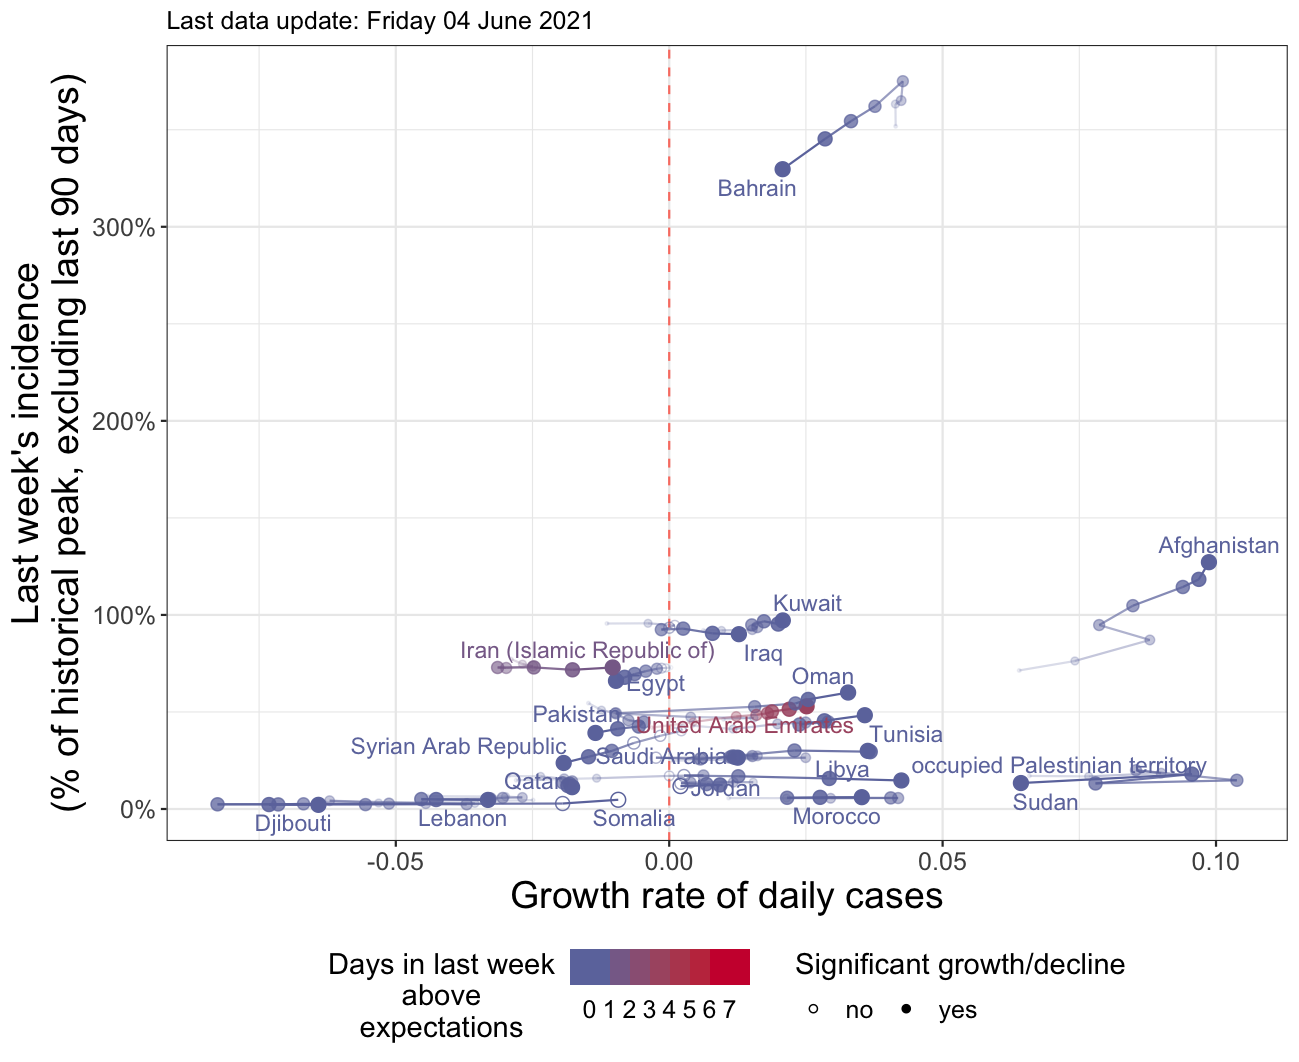 Last data update: Friday 04 June 2021
Last week's incidence
(% of historical peak, excluding last 90 days)
300%
200%
100%
0%
Bahrain
Afghanistan
Kuwait
Iran (Islamic Republic of)
Iraq
Oman
Egypt
Pakistan
United Arab Emirates
Tunisia
Syrian Arab Republic
Saudi Arabia
Libya
occupied Palestinian territory
Qatar
Jordan
Sudan
Djibouti
Lebanon
Somalia
Morocco
-0.05
0.00
0.05
0.10
Growth rate of daily cases
Days in last week
above
expectations
0 1 2 3 4 5 6 7
Significant growth/decline
no
yes